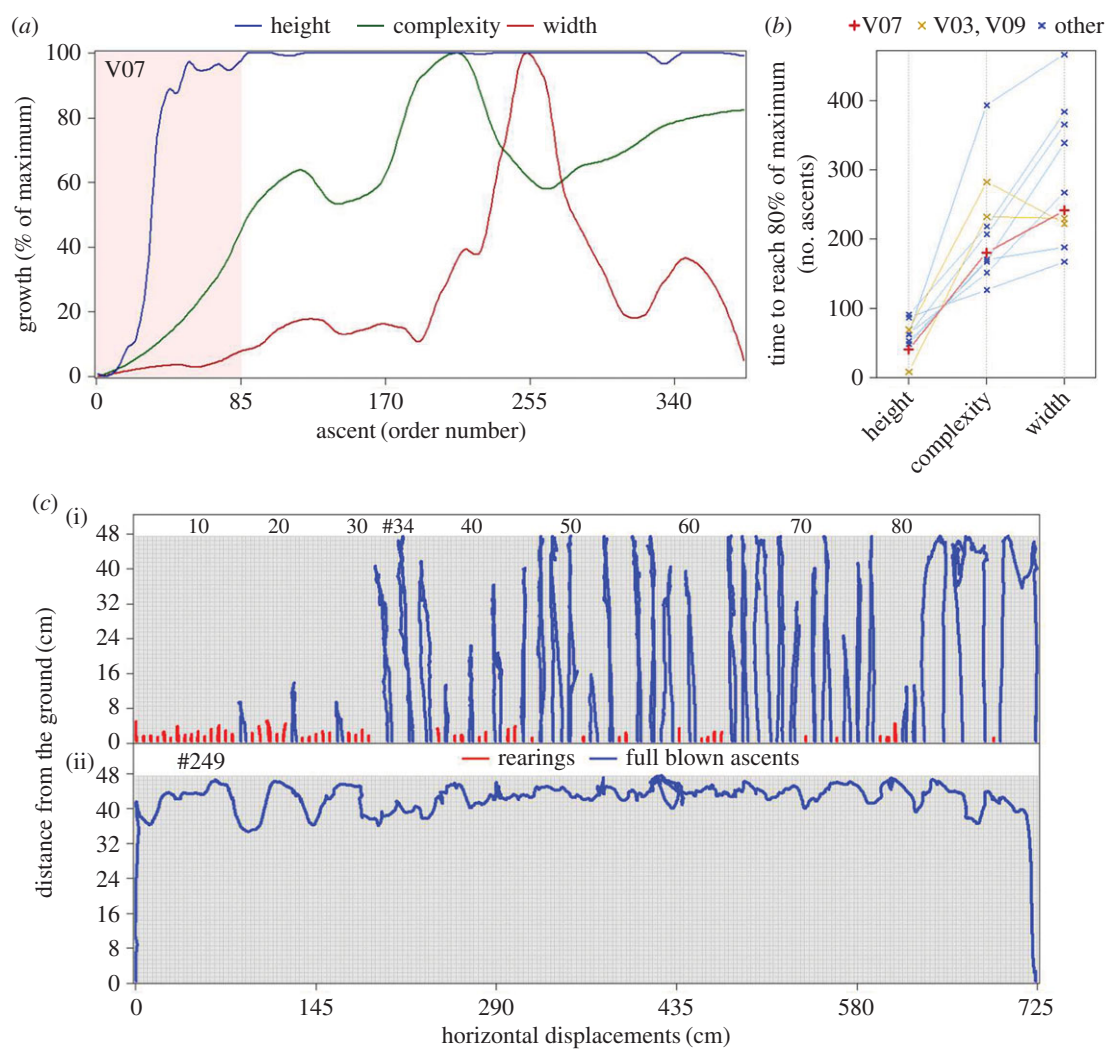 (a)
height complexity width
V07
100
80
60
40
20
0
growth (% of maximum)
0 85 170 255 340
ascent (order number)
(b)
V07 V03, V09 other
400
300
200
100
0
time to reach 80% of maximum
(no. ascents)
height complexity width
(c)
(i)
10 20 30 #34 40 50 60 70 80
48
40
32
24
16
8
0
(ii)
#249
rearings full blown ascents
48
40
32
24
16
8
0
distance from the ground (cm)
0 145 290 435 580 725
horizontal displacements (cm)